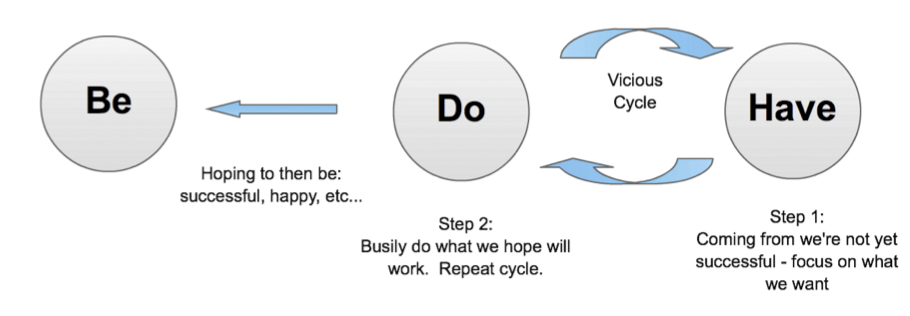 Be
Do
Have
Vicious
Cycle
Hoping to then be:
successful, happy, etc...
Step 2:
Busily do what we hope will
work. Repeat cycle.
Step 1:
Coming from we're not yet
successful - focus on what
we want